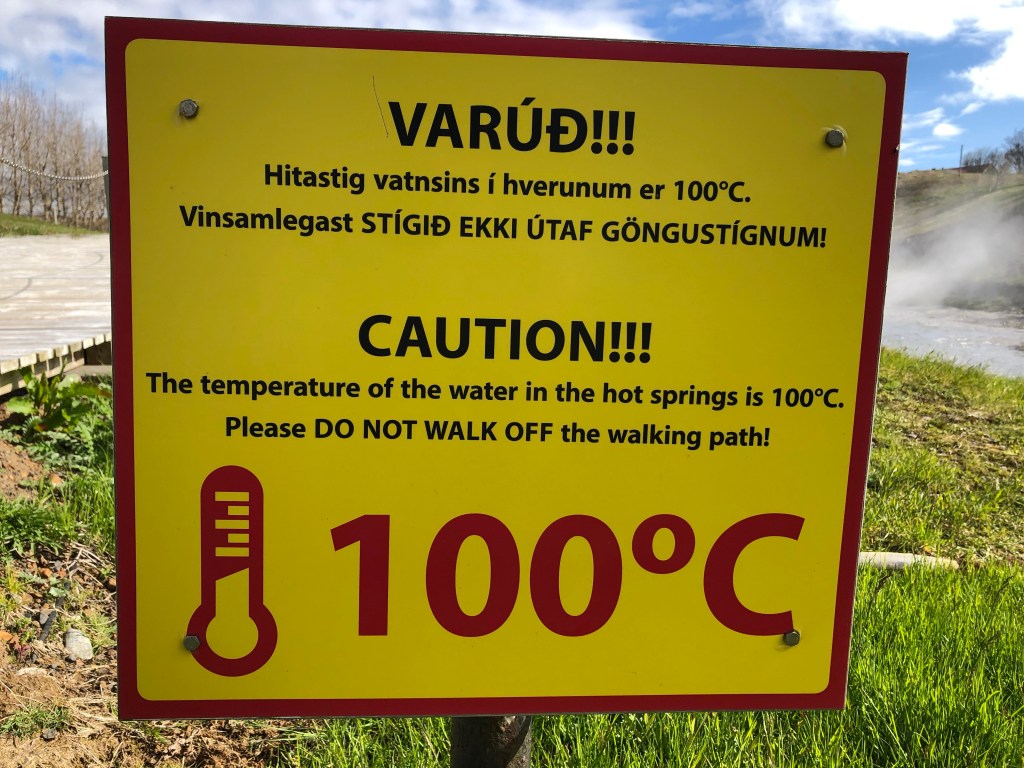 VARÚÐ!!!
Hitastig vatnsins í hverunum er 100°C.
Vinsamlegast STÍGIÐ EKKI ÚTAF GÖNGUSTÍGNUM!
CAUTION!!!
The temperature of the water in the hot springs is 100°C.
Please DO NOT WALK OFF the walking path!
100°C